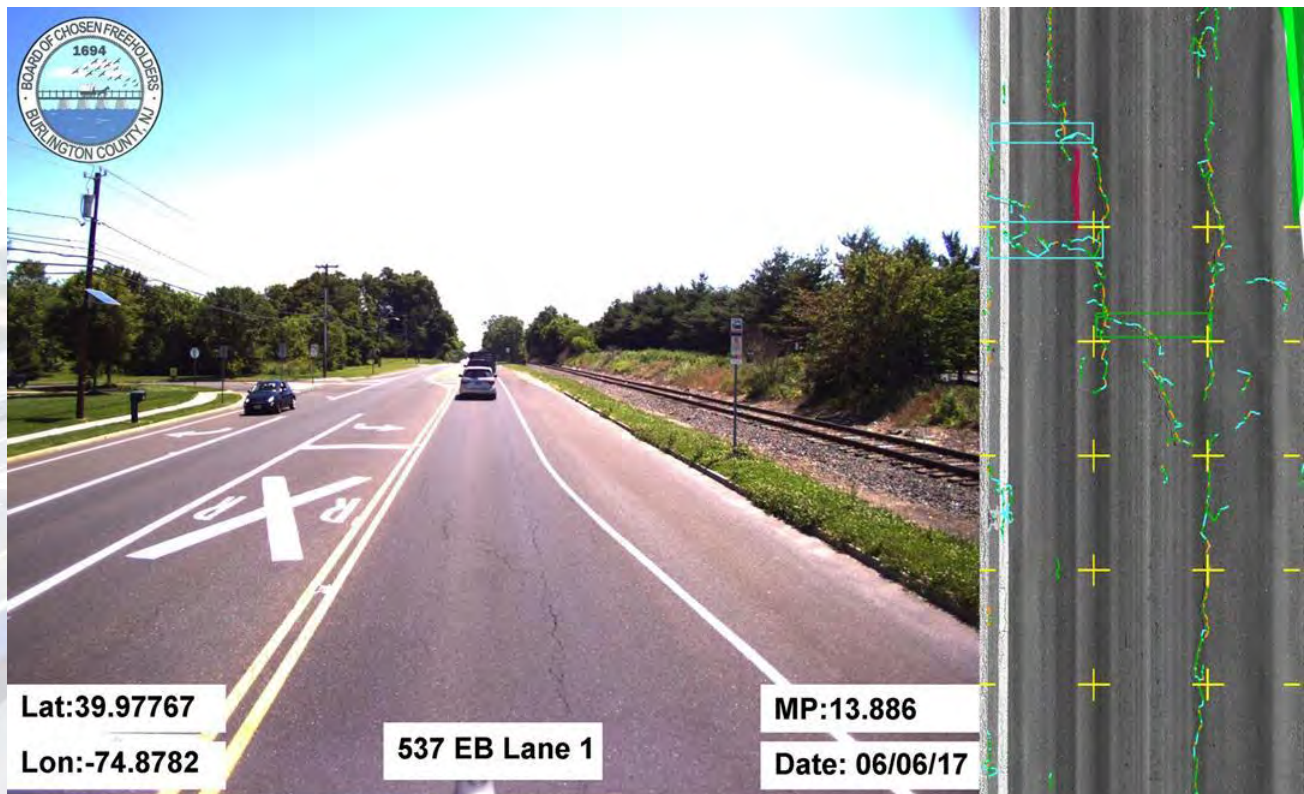 BOARD OF CHOSEN FREEHOLDERS
1694
BURLINGTON COUNTY, NJ
R R
Lat:39.97767
Lon:-74.8782
537 EB Lane 1
MP:13.886
Date: 06/06/17